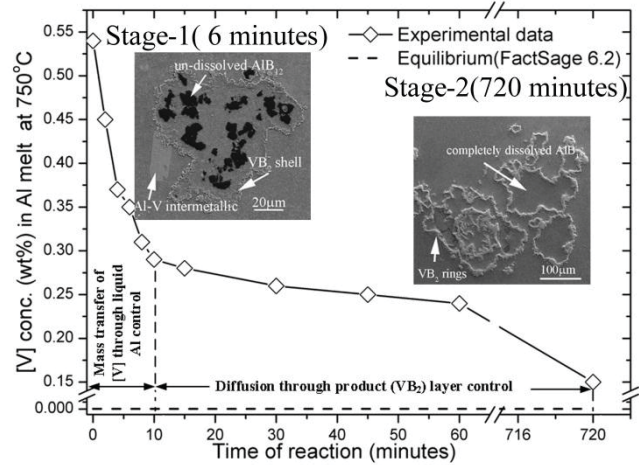 Stage-1( 6 minutes)
Experimental data
Equilibrium(FactSage 6.2)
Stage-2(720 minutes)
un-dissolved AlB12
VB2 shell
Al-V intermetallic
20μm
completely dissolved AlB
VB2 rings
100μm
[V] conc. (wt%) in Al melt at 750°C
0.55
0.50
0.45
0.40
0.35
0.30
0.25
0.20
0.15
0.000
Mass transfer of
[V] through liquid
Al control
Diffusion through product (VB₂) layer control
0 10 20 30 40 50 60 716 720
Time of reaction (minutes)